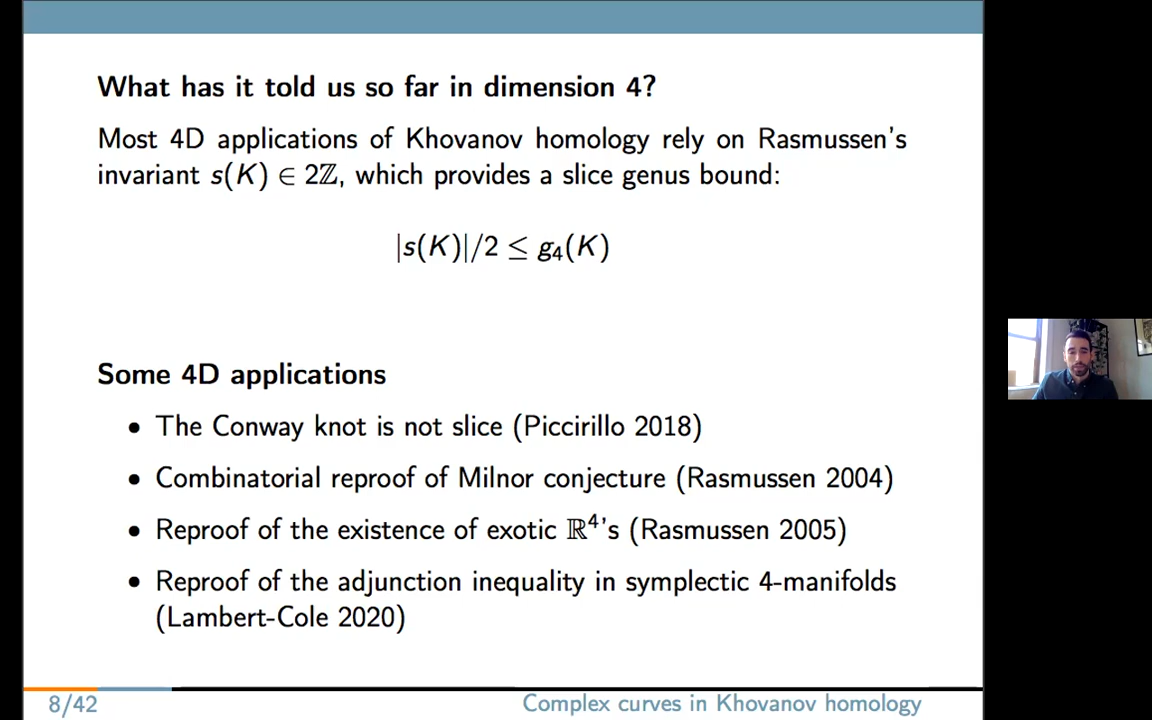 What has it told us so far in dimension 4?
Most 4D applications of Khovanov homology rely on Rasmussen's
invariant s(K) ∈ 2ℤ, which provides a slice genus bound:
|s(K)|/2 ≤ g₄(K)
Some 4D applications
• The Conway knot is not slice (Piccirillo 2018)
• Combinatorial reproof of Milnor conjecture (Rasmussen 2004)
• Reproof of the existence of exotic ℝ⁴'s (Rasmussen 2005)
• Reproof of the adjunction inequality in symplectic 4-manifolds
(Lambert-Cole 2020)
8/42
Complex curves in Khovanov homology